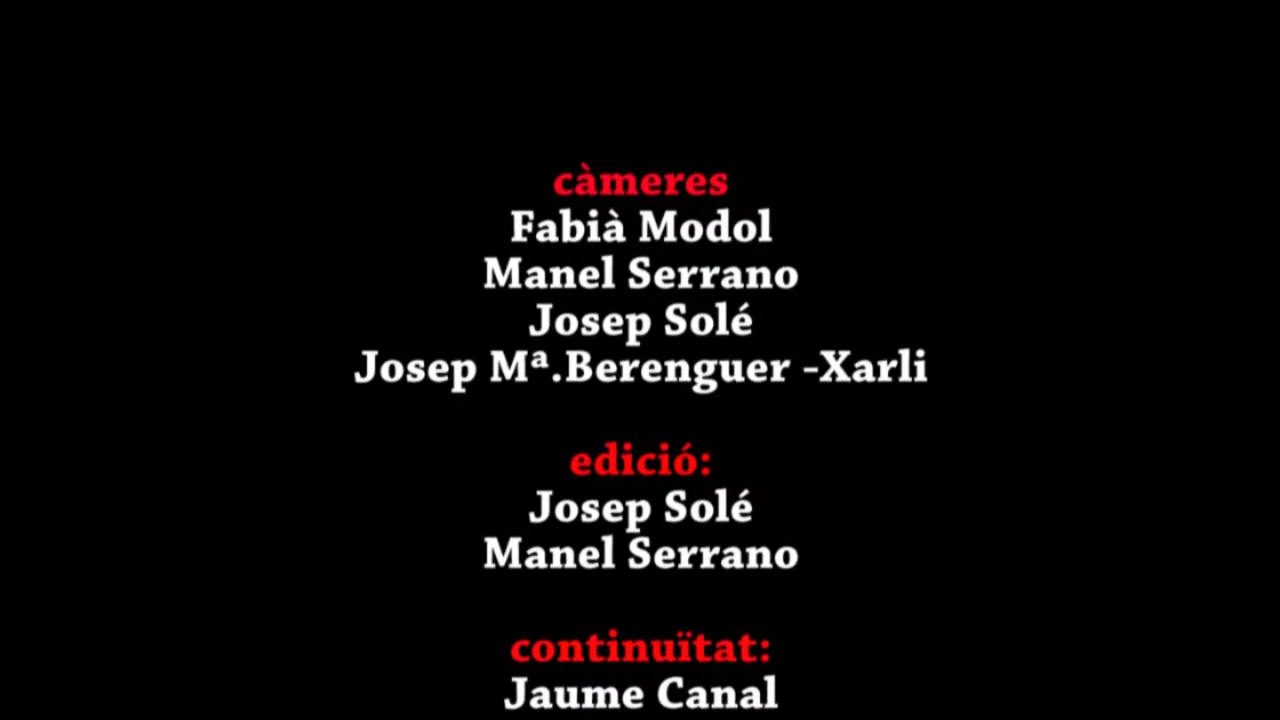 càmeres
Fabià Modol
Manel Serrano
Josep Solé
Josep Mª.Berenguer -Xarli
edició:
Josep Solé
Manel Serrano
continuïtat:
Jaume Canal